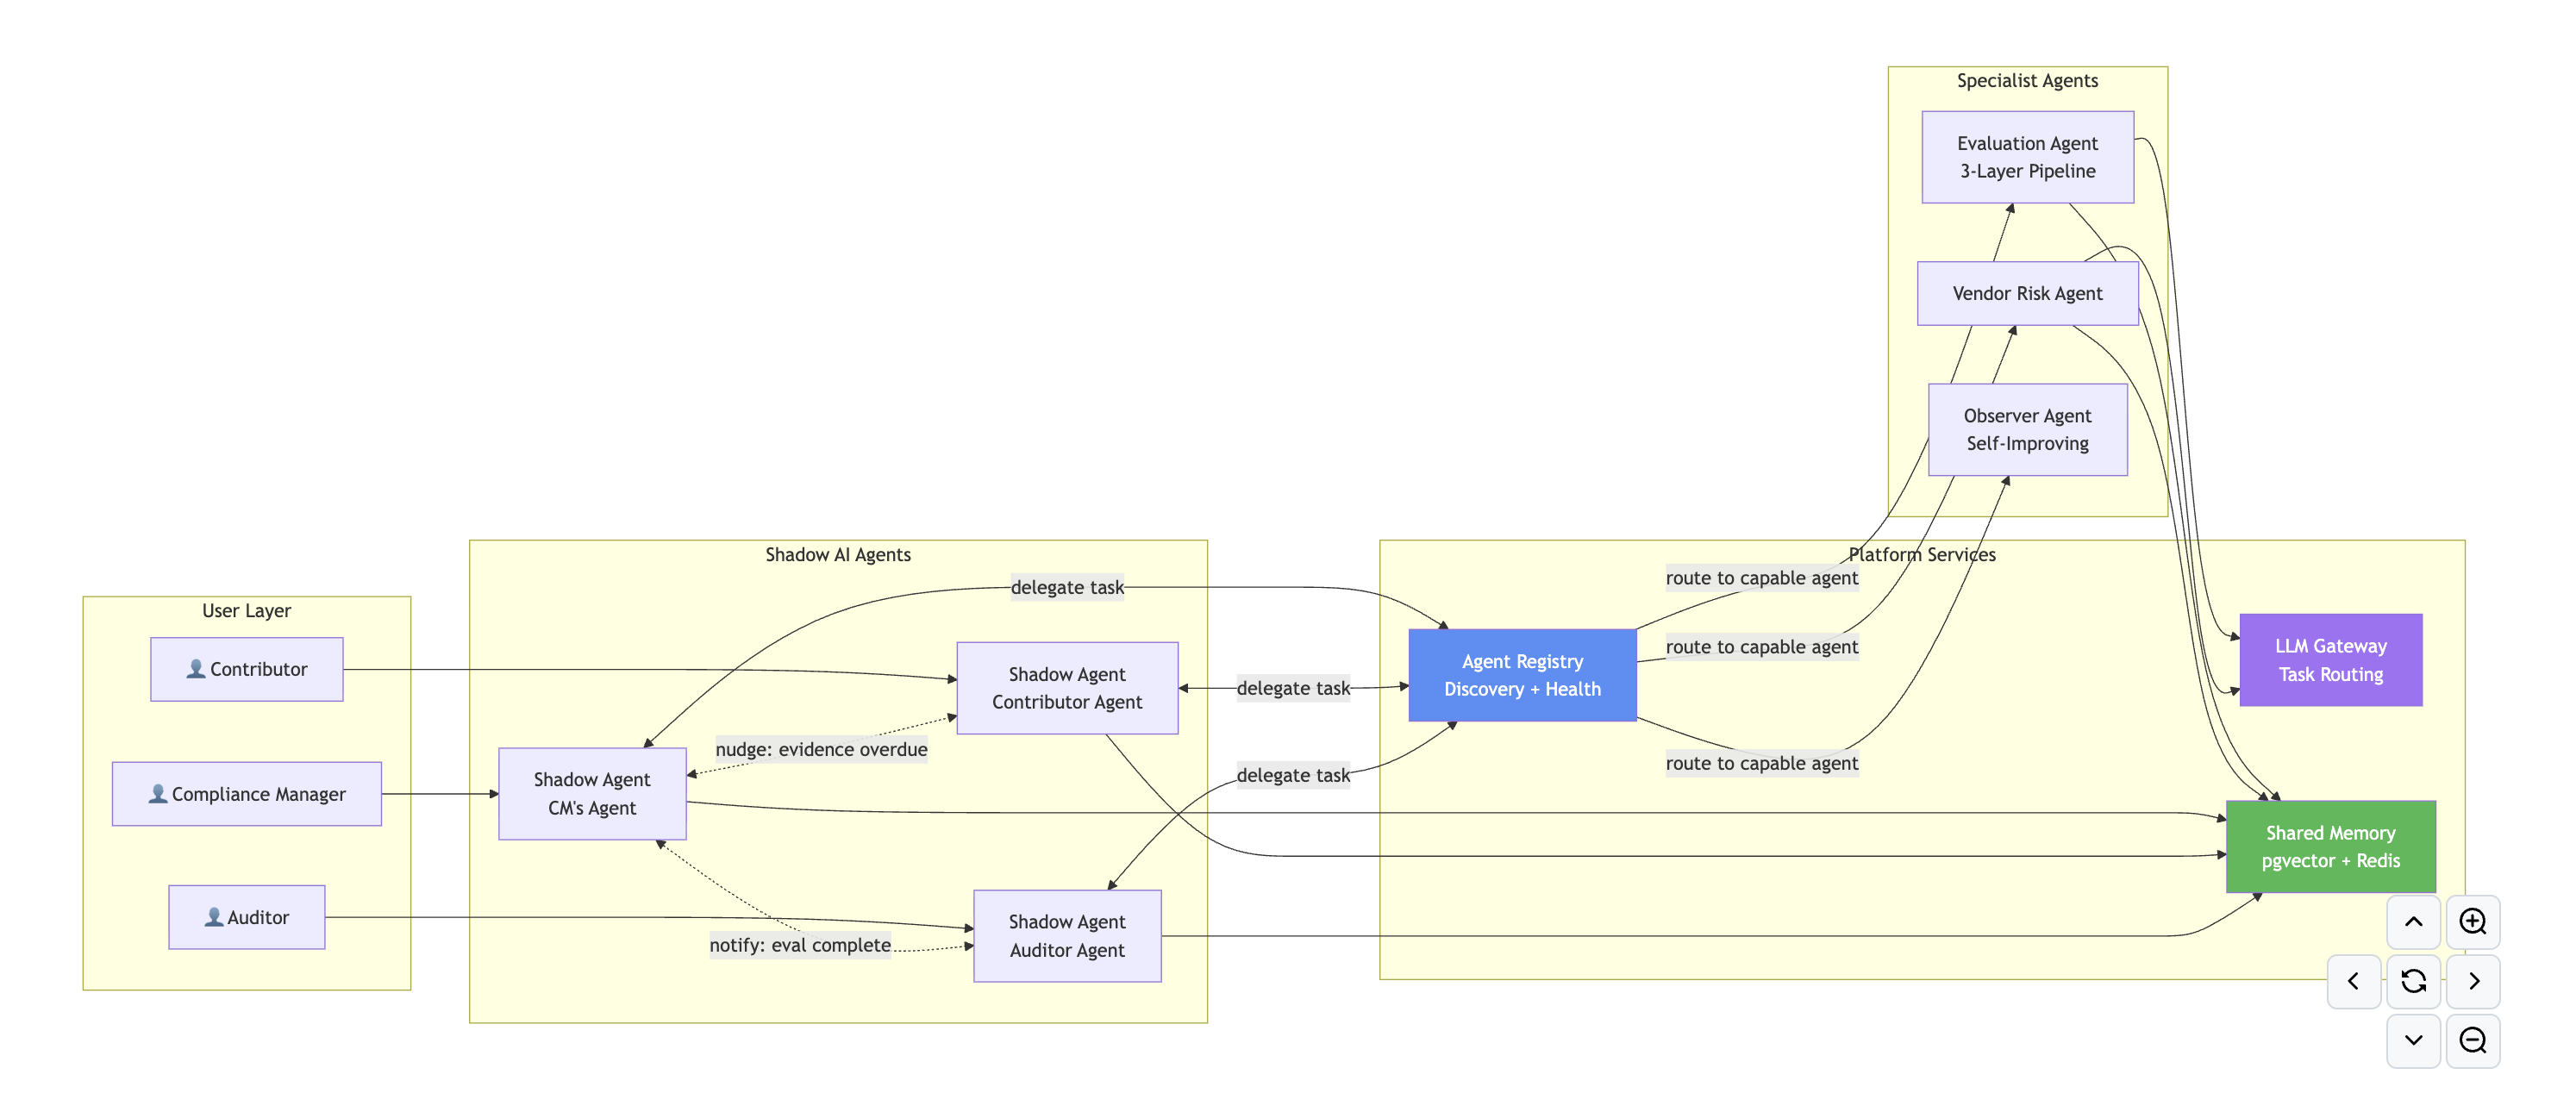 Specialist Agents
Evaluation Agent
3-Layer Pipeline
Vendor Risk Agent
Observer Agent
Self-Improving
Shadow AI Agents
Platform Services
User Layer
delegate task
route to capable agent
Contributor
Shadow Agent
Contributor Agent
delegate task
Agent Registry
Discovery + Health
route to capable agent
LLM Gateway
Task Routing
nudge: evidence overdue
delegate task
route to capable agent
Compliance Manager
Shadow Agent
CM's Agent
Shared Memory
pgvector + Redis
Auditor
notify: eval complete
Shadow Agent
Auditor Agent